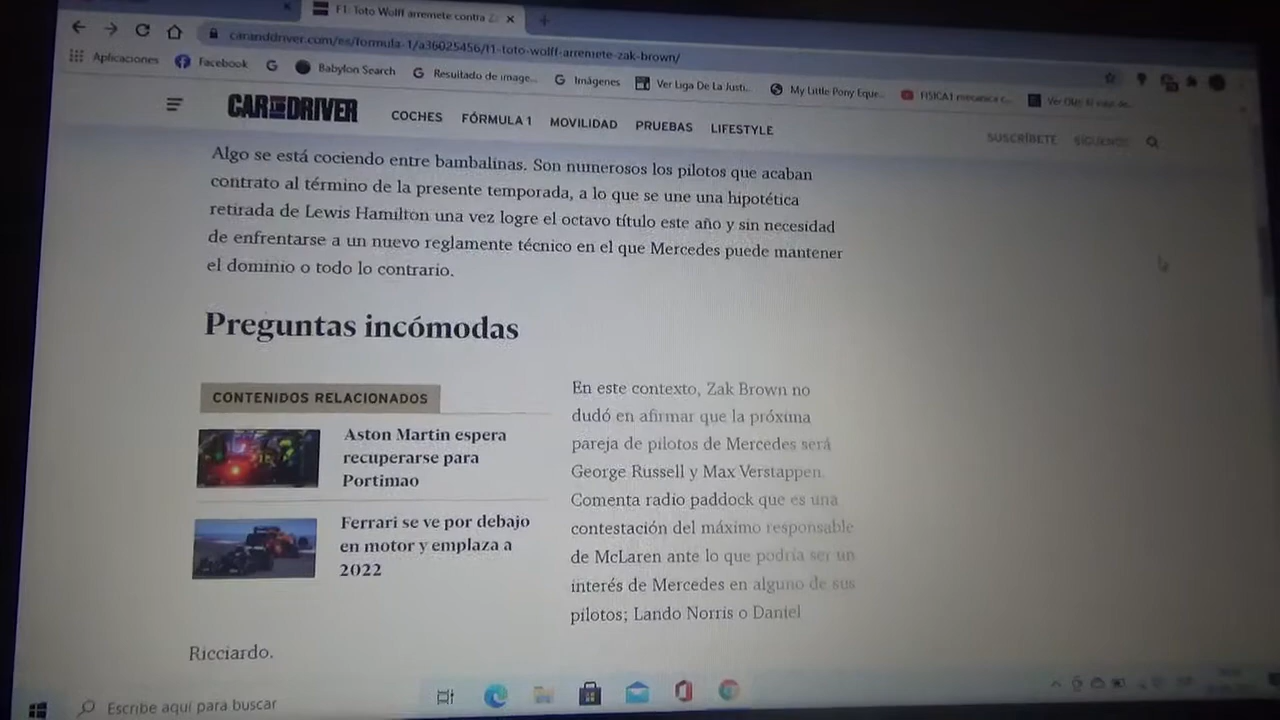 F1: Toto Wolff arremete contra
caranddriver.com/es/formula-1/a36025456/f1-toto-wolff-arremete-zak-brown/
Aplicaciones Facebook Babylon Search Resultado de image... Imágenes Ver Liga De La Justi... My Little Pony Eque... FISICA1 mecanica c...
CAR AND DRIVER COCHES FÓRMULA 1 MOVILIDAD PRUEBAS LIFESTYLE SUSCRÍBETE SÍGUENOS
Algo se está cociendo entre bambalinas. Son numerosos los pilotos que acaban
contrato al término de la presente temporada, a lo que se une una hipotética
retirada de Lewis Hamilton una vez logre el octavo título este año y sin necesidad
de enfrentarse a un nuevo reglamente técnico en el que Mercedes puede mantener
el dominio o todo lo contrario.
Preguntas incómodas
CONTENIDOS RELACIONADOS
Aston Martin espera
recuperarse para
Portimao
Ferrari se ve por debajo
en motor y emplaza a
2022
En este contexto, Zak Brown no
dudó en afirmar que la próxima
pareja de pilotos de Mercedes será
George Russell y Max Verstappen.
Comenta radio paddock que es una
contestación del máximo responsable
de McLaren ante lo que podría ser un
interés de Mercedes en alguno de sus
pilotos; Lando Norris o Daniel
Ricciardo.
Escribe aquí para buscar